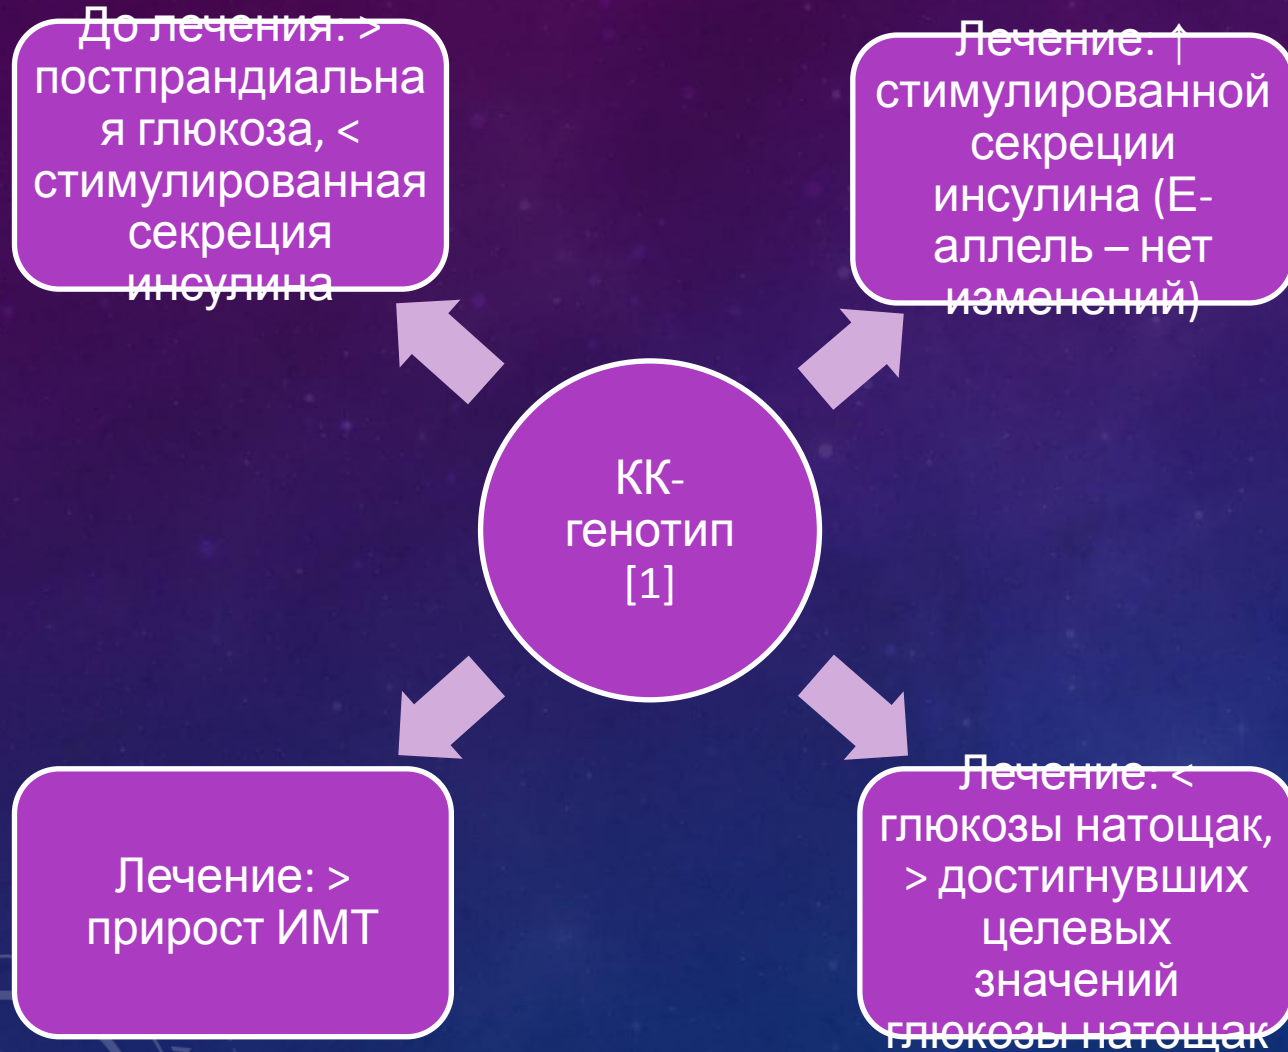 До лечения: >
постпрандиальна
я глюкоза, <
стимулированная
секреция
инсулина
Лечение: ↑
стимулированной
секреции
инсулина (Е-
аллель – нет
изменений)
КК-
генотип
[1]
Лечение: >
прирост ИМТ
Лечение: <
глюкозы натощак,
> достигнувших
целевых
значений
глюкозы натощак